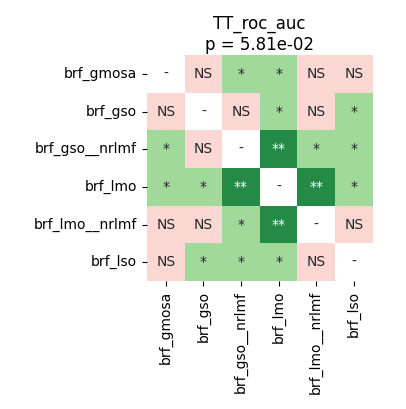 TT_roc_auc
p = 5.81e-02
brf_gmosa - NS * * NS NS
brf_gso NS - NS * NS *
brf_gso__nrlmf * NS - ** * *
brf_lmo * * ** - ** *
brf_lmo__nrlmf NS NS * ** - NS
brf_lso NS * * * NS -
brf_gmosa
brf_gso
brf_gso__nrlmf
brf_lmo
brf_lmo__nrlmf
brf_lso